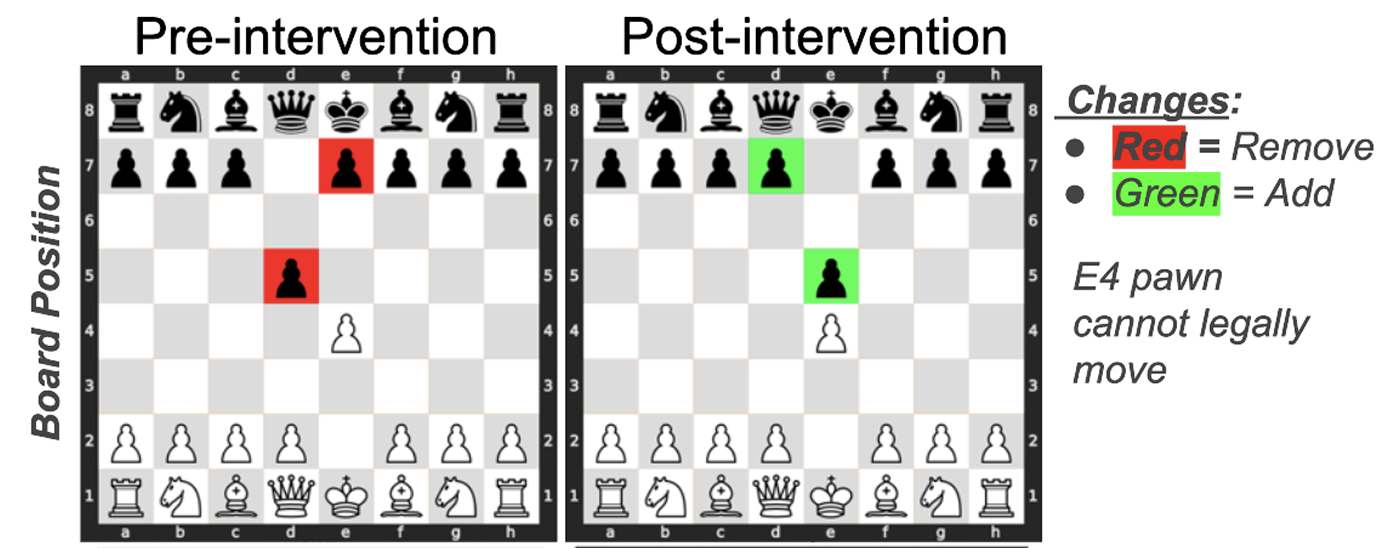 Pre-intervention Post-intervention
a b c d e f g h a b c d e f g h
8 8 8 8
7 7 7 7
6 6 6 6
5 5 5 5
4 4 4 4
3 3 3 3
2 2 2 2
1 1 1 1
a b c d e f g h a b c d e f g h
Board Position
Changes:
● Red = Remove
● Green = Add
E4 pawn
cannot legally
move